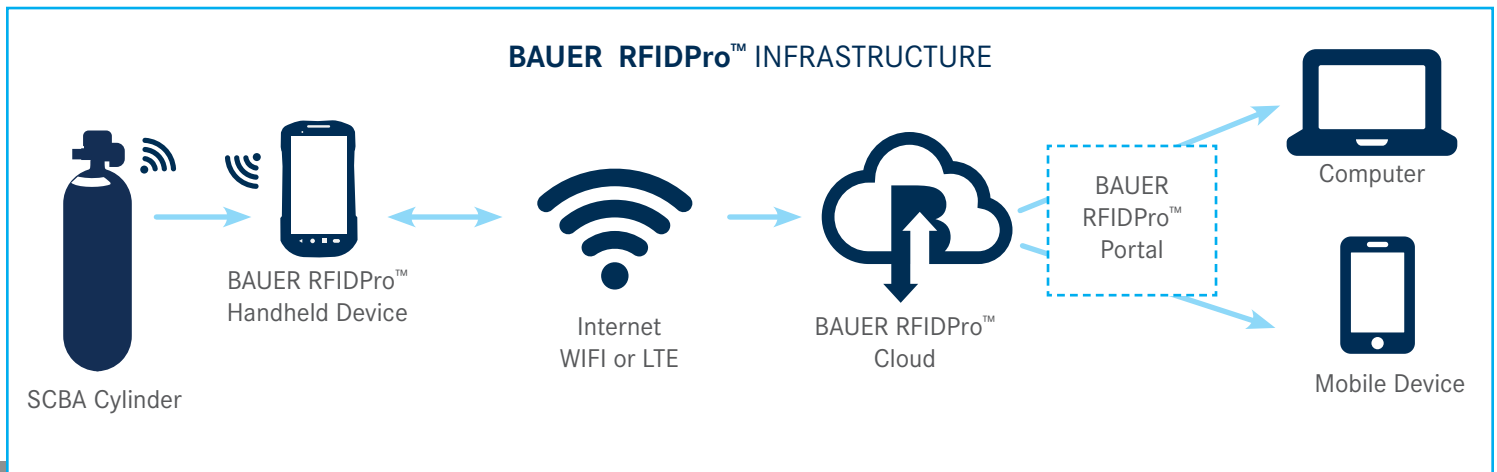 BAUER RFIDPro™ INFRASTRUCTURE
SCBA Cylinder
BAUER RFIDPro™
Handheld Device
Internet
WIFI or LTE
B
BAUER RFIDPro™
Cloud
BAUER
RFIDPro™
Portal
Computer
Mobile Device